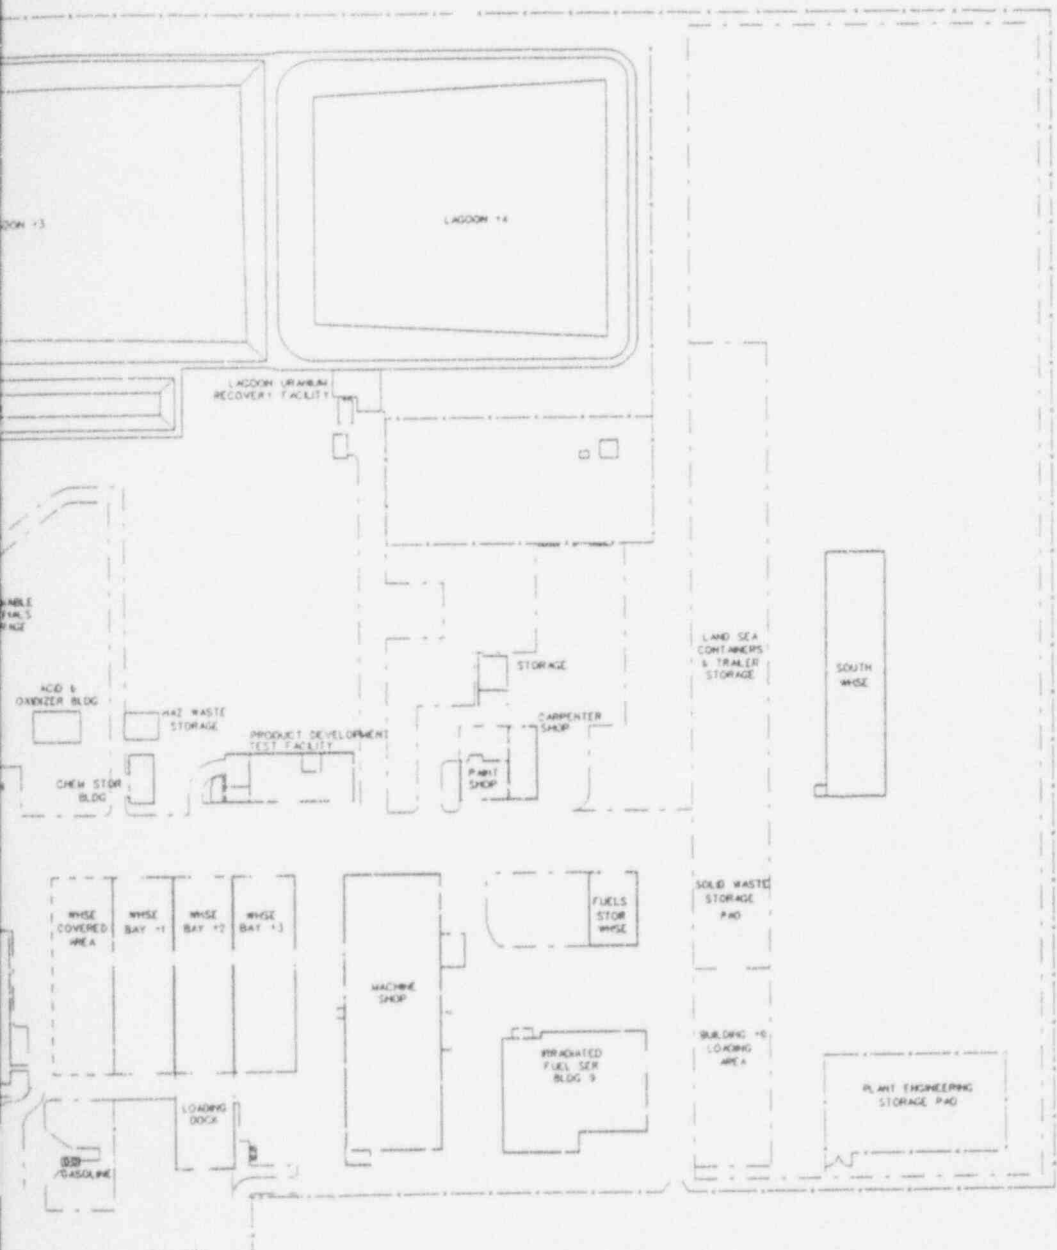 LAGOON #4
LAGOON URANIUM
RECOVERY FACILITY
STORAGE
LAND SEA
CONTAINERS
& TRAILER
STORAGE
SOUTH
WHSE
ACID &
OXIDIZER BLDG
HAZ WASTE
STORAGE
CARPENTER
SHOP
PRODUCT DEVELOPMENT
TEST FACILITY
PAINT
SHOP
CHEM STOR
BLDG
SOLID WASTE
STORAGE
PAD
WHSE
COVERED
AREA
WHSE
BAY #1
WHSE
BAY #2
WHSE
BAY #3
FUELS
STOR
WHSE
MACHINE
SHOP
IRRADIATED
FUEL SER
BLDG 9
LOADING
AREA
PLANT ENGINEERING
STORAGE PAD
LOADING
DOCK
/GASOLINE